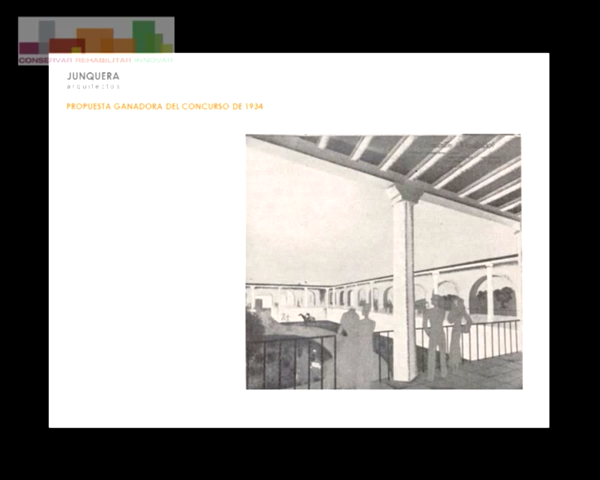 CONSERVAR REHABILITAR INNOVAR
JUNQUERA
arquitectos
PROPUESTA GANADORA DEL CONCURSO DE 1934